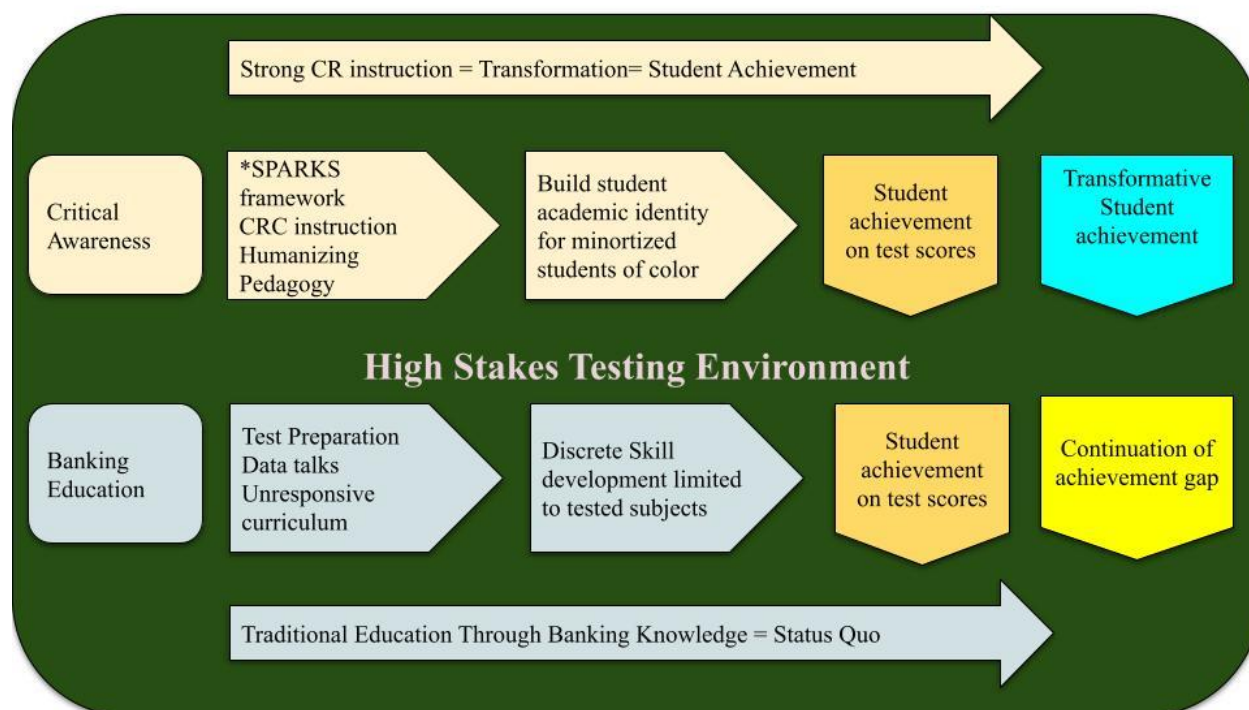 Strong CR instruction = Transformation= Student Achievement
Critical
Awareness
*SPARKS
framework
CRC instruction
Humanizing
Pedagogy
Build student
academic identity
for minortized
students of color
Student
achievement
on test scores
Transformative
Student
achievement
High Stakes Testing Environment
Banking
Education
Test Preparation
Data talks
Unresponsive
curriculum
Discrete Skill
development limited
to tested subjects
Student
achievement
on test scores
Continuation of
achievement gap
Traditional Education Through Banking Knowledge = Status Quo